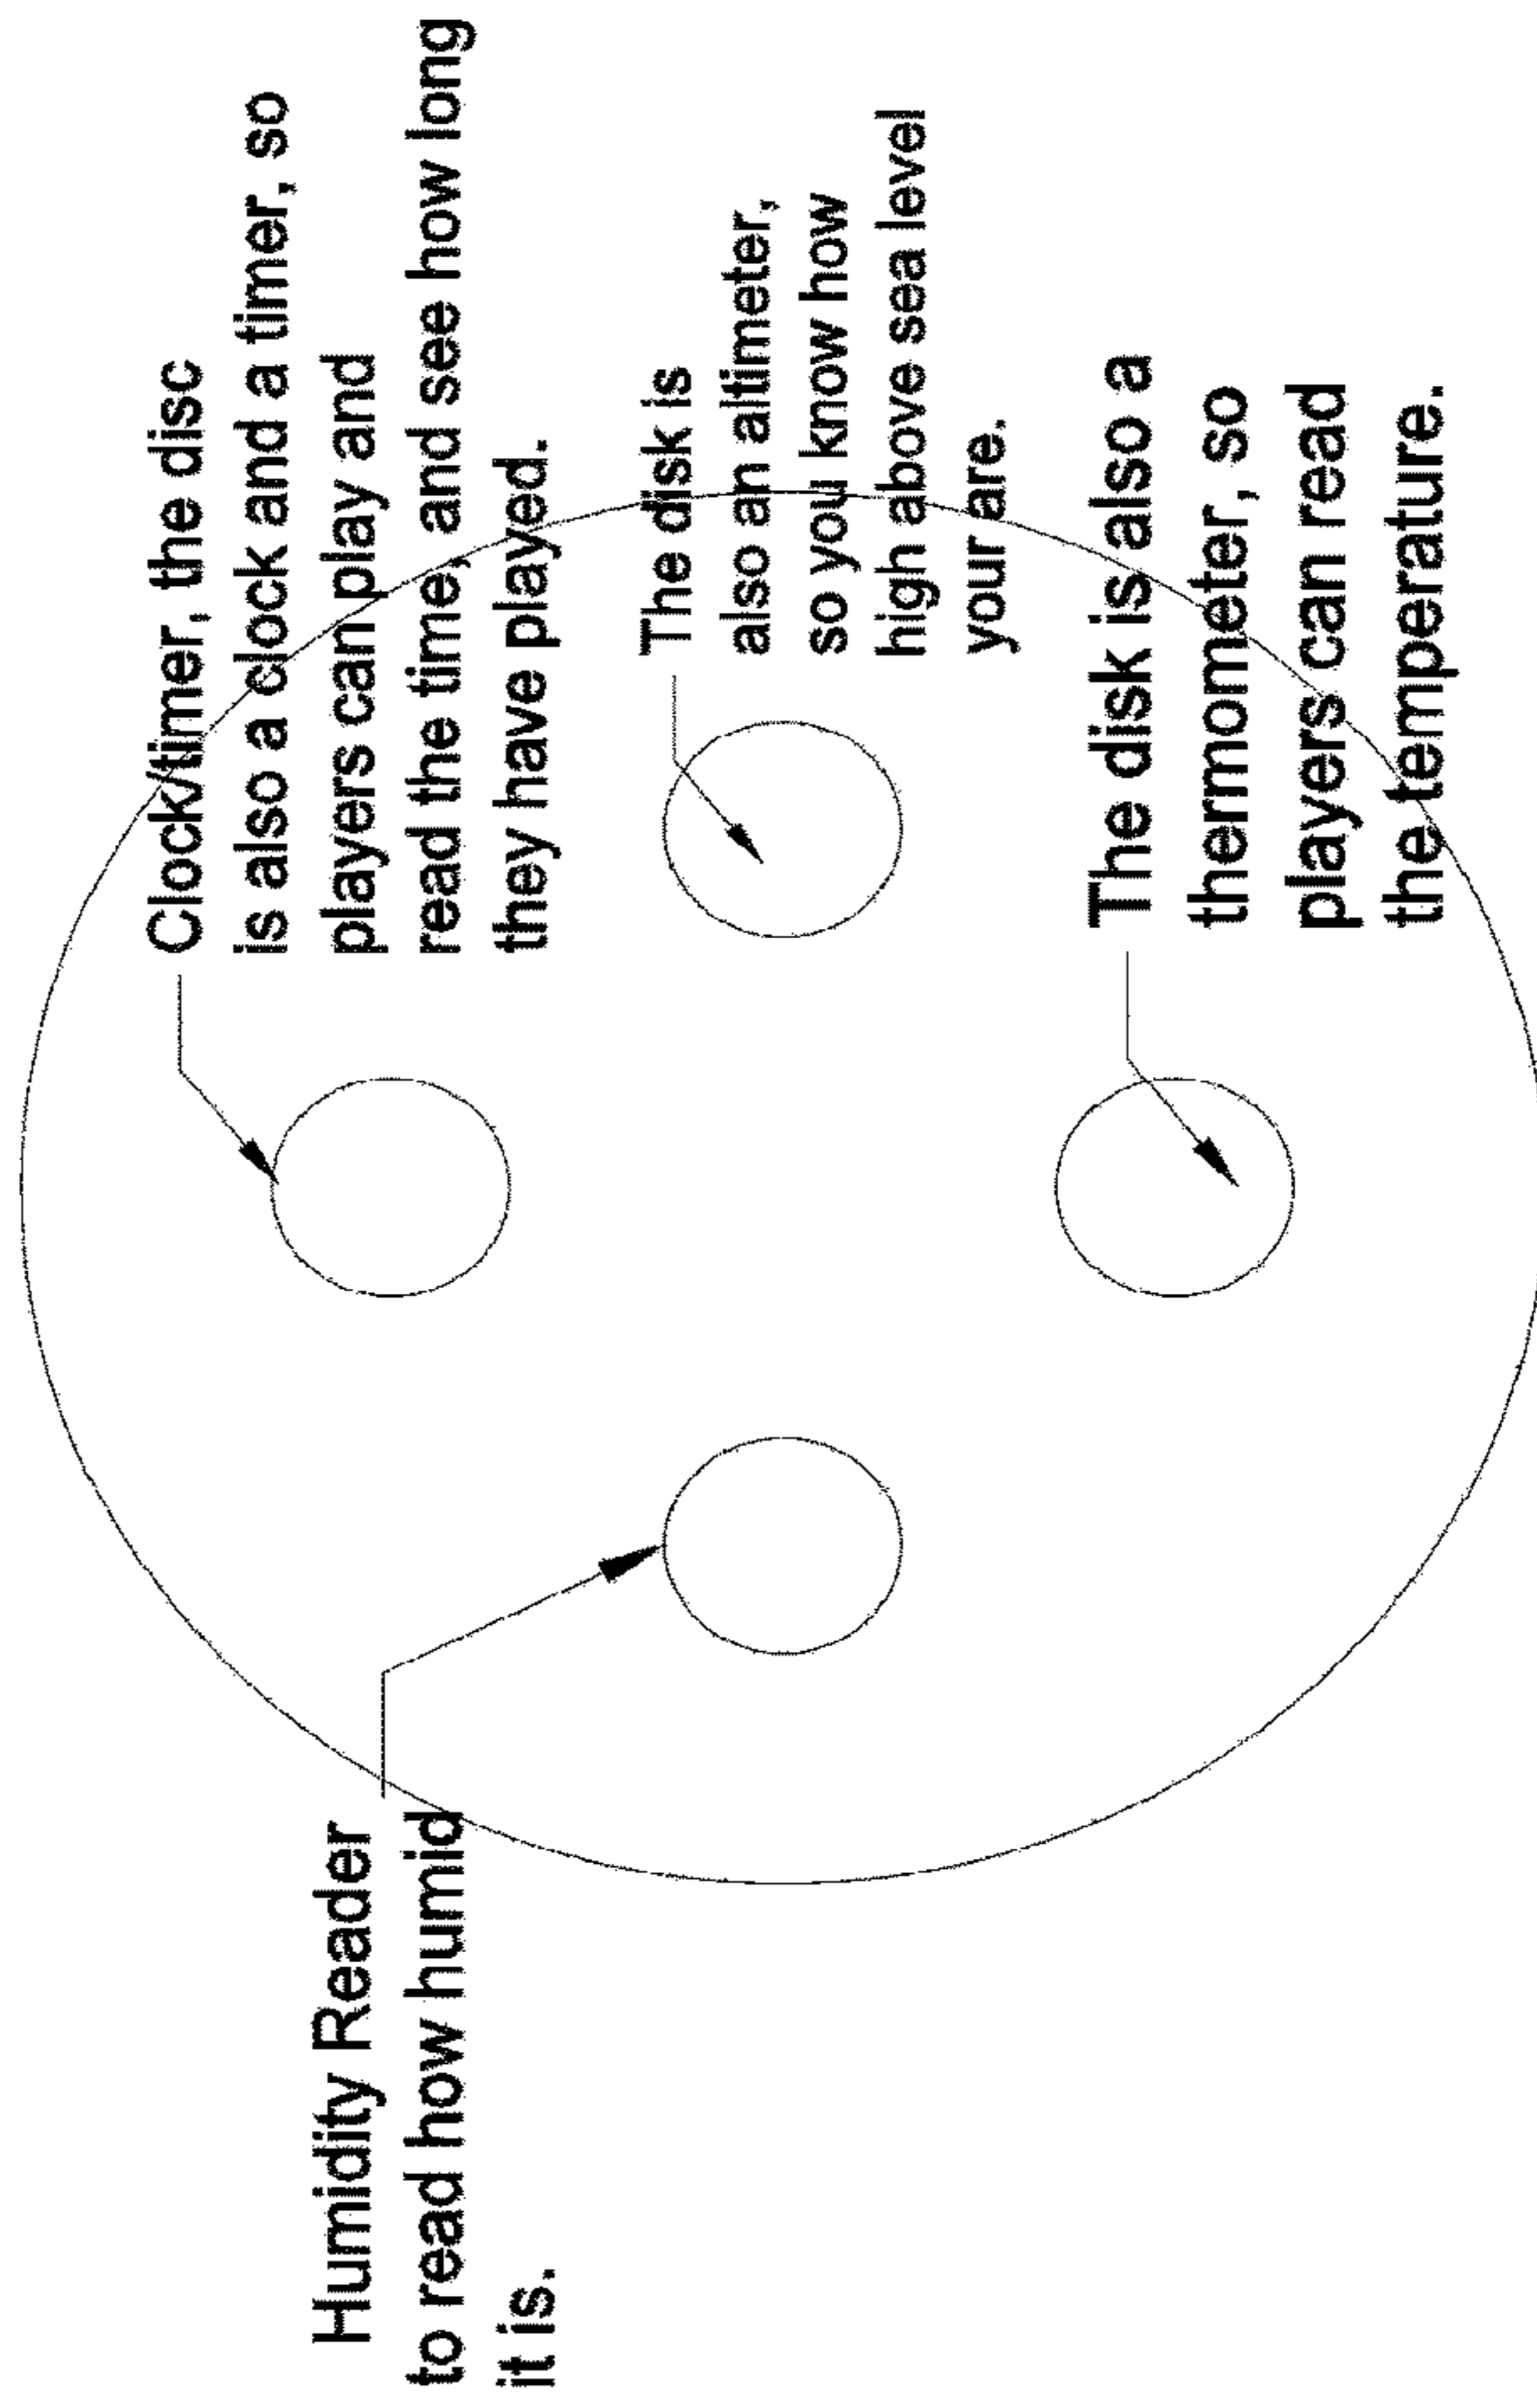 Clock/timer, the disc
is also a clock and a timer, so
players can play and
read the time, and see how long
they have played.
Humidity Reader
to read how humid
it is.
The disk is
also an altimeter,
so you know how
high above sea level
your are.
The disk is also a
thermometer, so
players can read
the temperature.